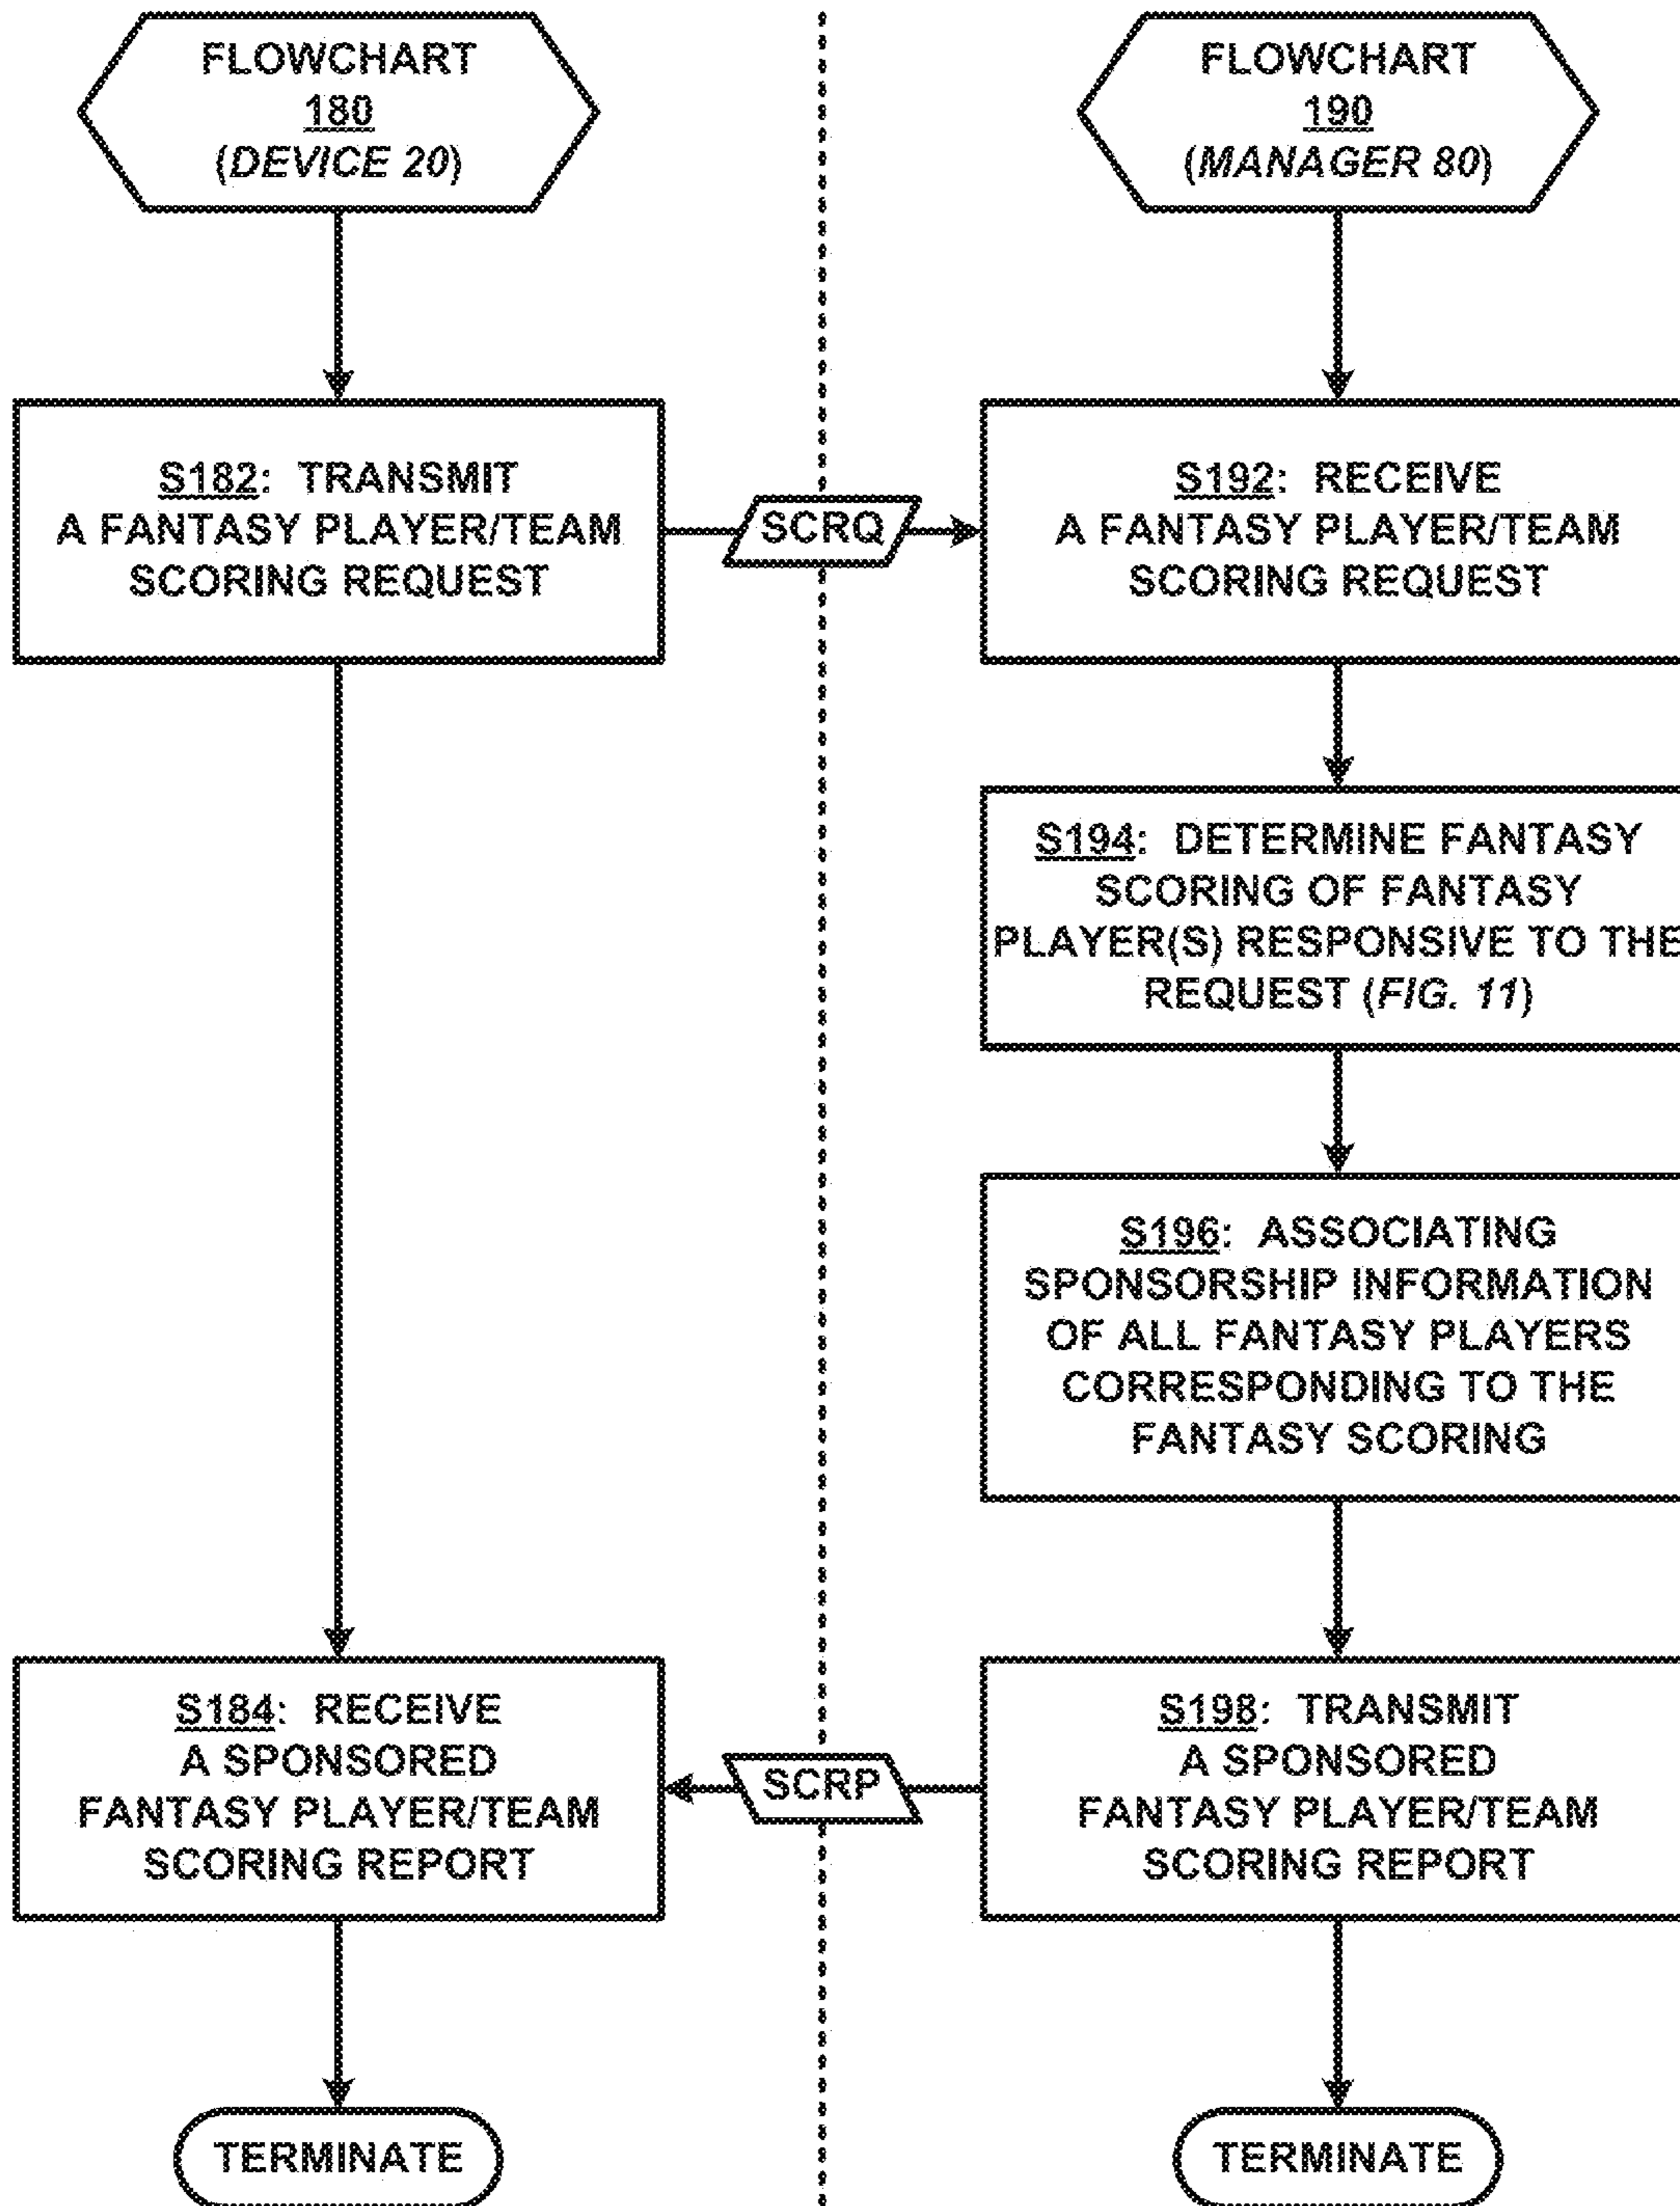 FLOWCHART
180
(DEVICE 20)
S182: TRANSMIT
A FANTASY PLAYER/TEAM
SCORING REQUEST
S184: RECEIVE
A SPONSORED
FANTASY PLAYER/TEAM
SCORING REPORT
TERMINATE
SCRQ
SCRP
FLOWCHART
190
(MANAGER 80)
S192: RECEIVE
A FANTASY PLAYER/TEAM
SCORING REQUEST
S194: DETERMINE FANTASY
SCORING OF FANTASY
PLAYER(S) RESPONSIVE TO THE
REQUEST (FIG. 11)
S196: ASSOCIATING
SPONSORSHIP INFORMATION
OF ALL FANTASY PLAYERS
CORRESPONDING TO THE
FANTASY SCORING
S198: TRANSMIT
A SPONSORED
FANTASY PLAYER/TEAM
SCORING REPORT
TERMINATE